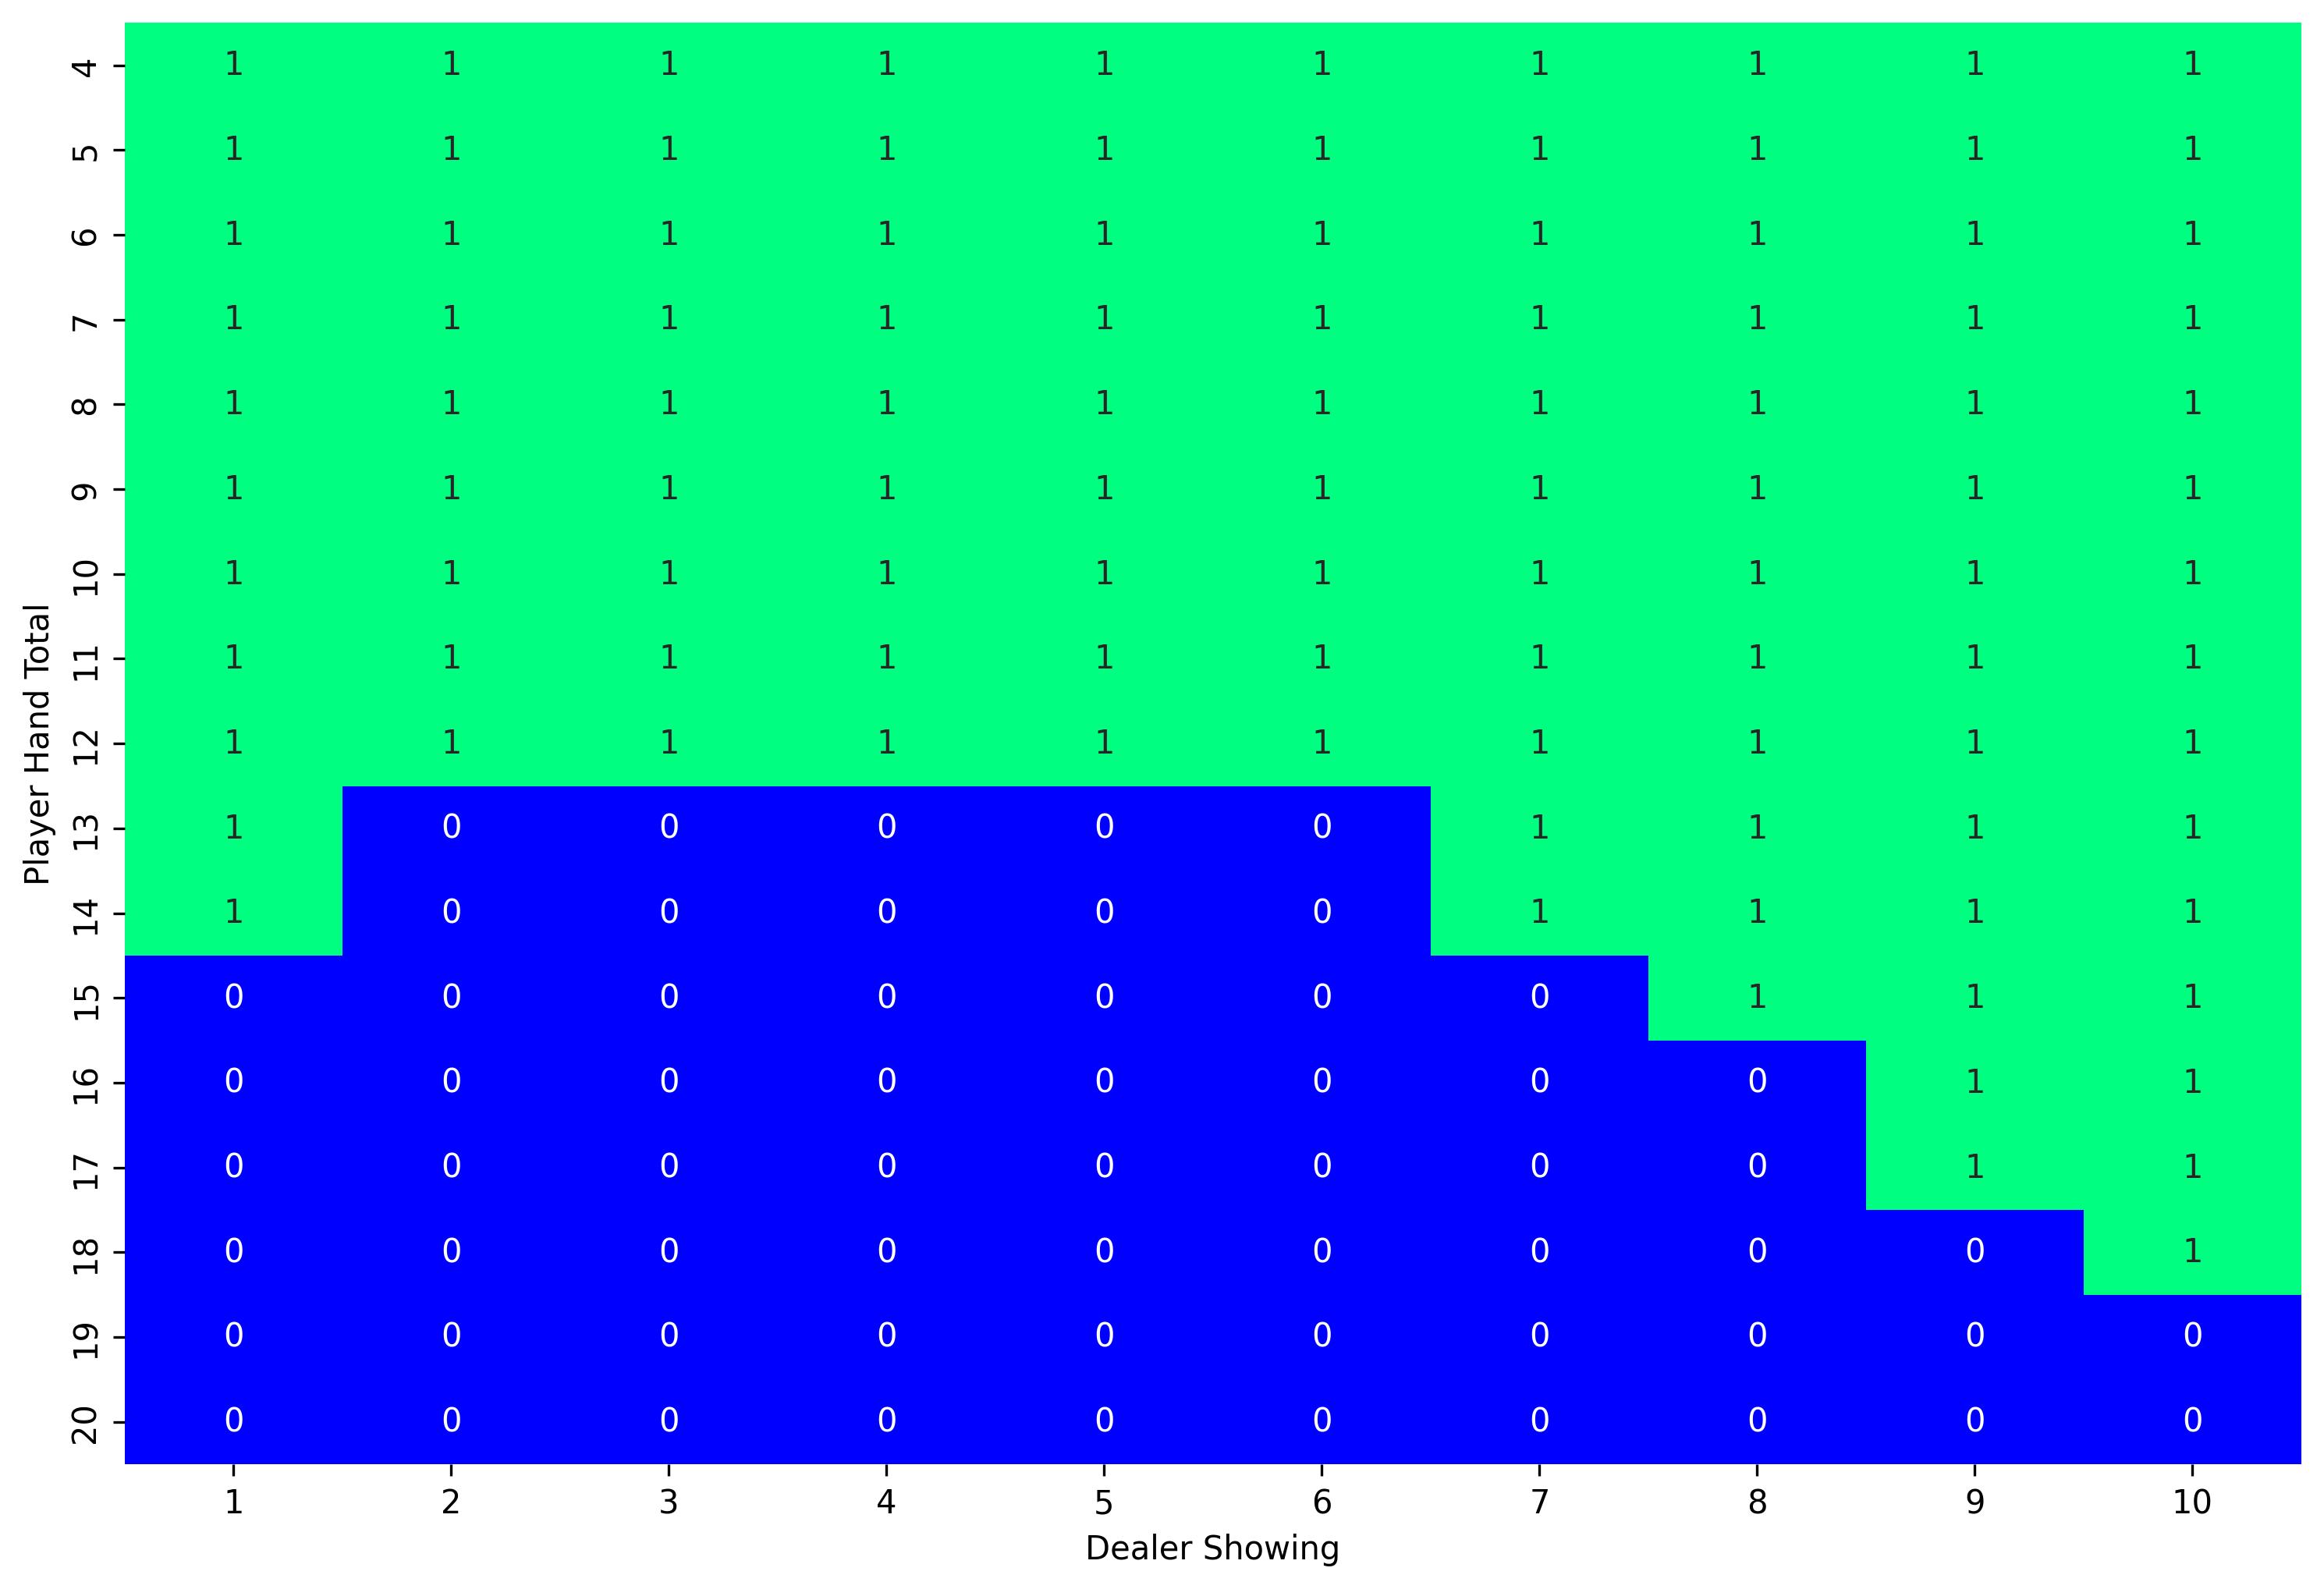 4 1 1 1 1 1 1 1 1 1 1
5 1 1 1 1 1 1 1 1 1 1
6 1 1 1 1 1 1 1 1 1 1
7 1 1 1 1 1 1 1 1 1 1
8 1 1 1 1 1 1 1 1 1 1
9 1 1 1 1 1 1 1 1 1 1
10 1 1 1 1 1 1 1 1 1 1
11 1 1 1 1 1 1 1 1 1 1
12 1 1 1 1 1 1 1 1 1 1
13 1 0 0 0 0 0 1 1 1 1
14 1 0 0 0 0 0 1 1 1 1
15 0 0 0 0 0 0 0 1 1 1
16 0 0 0 0 0 0 0 0 1 1
17 0 0 0 0 0 0 0 0 1 1
18 0 0 0 0 0 0 0 0 0 1
19 0 0 0 0 0 0 0 0 0 0
20 0 0 0 0 0 0 0 0 0 0
1 2 3 4 5 6 7 8 9 10
Dealer Showing
Player Hand Total